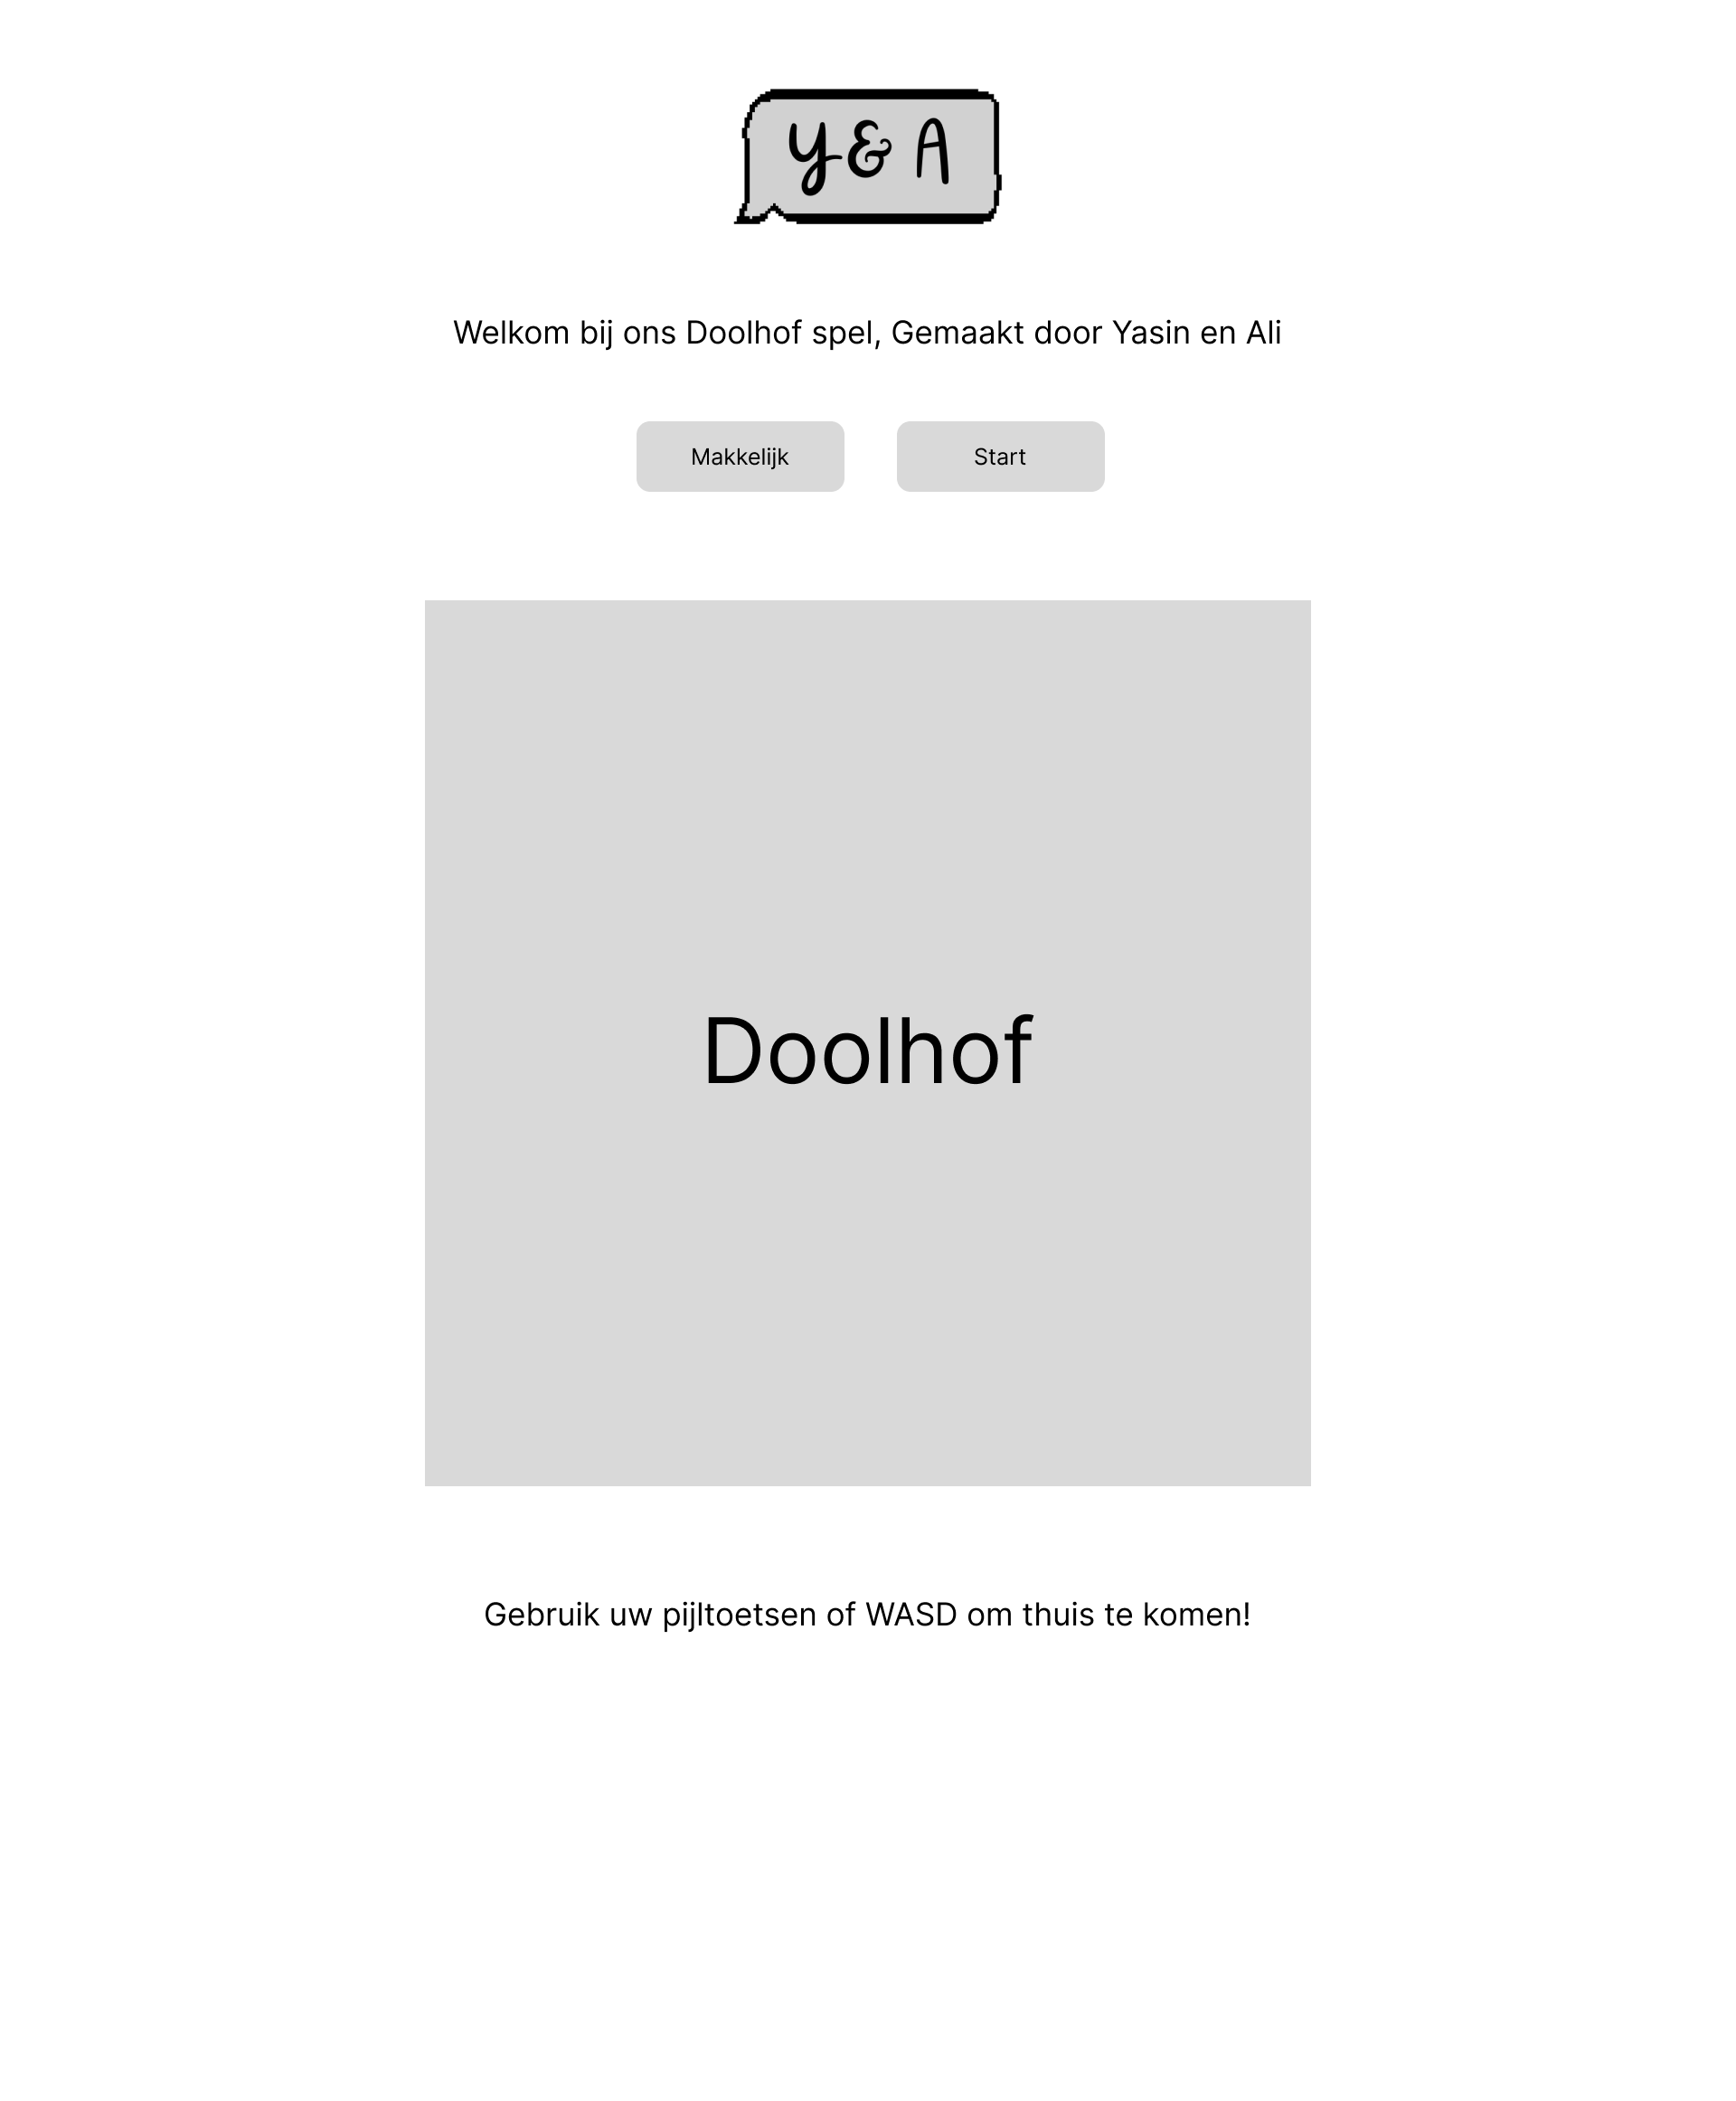 Y & A
Welkom bij ons Doolhof spel, Gemaakt door Yasin en Ali
Makkelijk
Start
Doolhof
Gebruik uw pijltoetsen of WASD om thuis te komen!